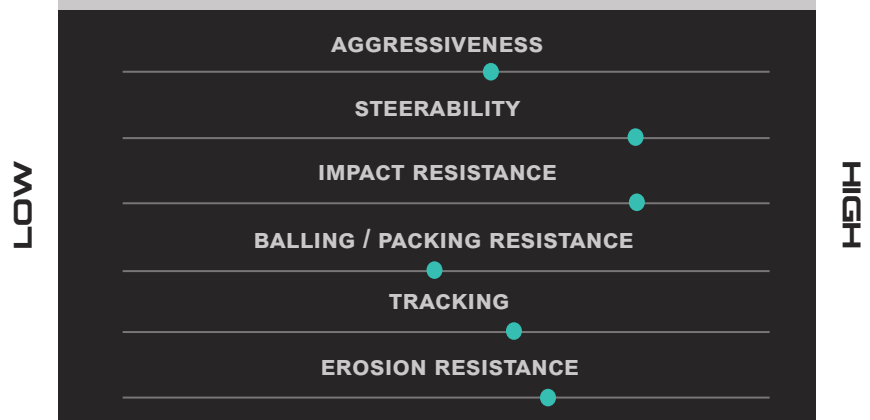 AGGRESSIVENESS
STEERABILITY
LOW
IMPACT RESISTANCE
HIGH
BALLING / PACKING RESISTANCE
TRACKING
EROSION RESISTANCE